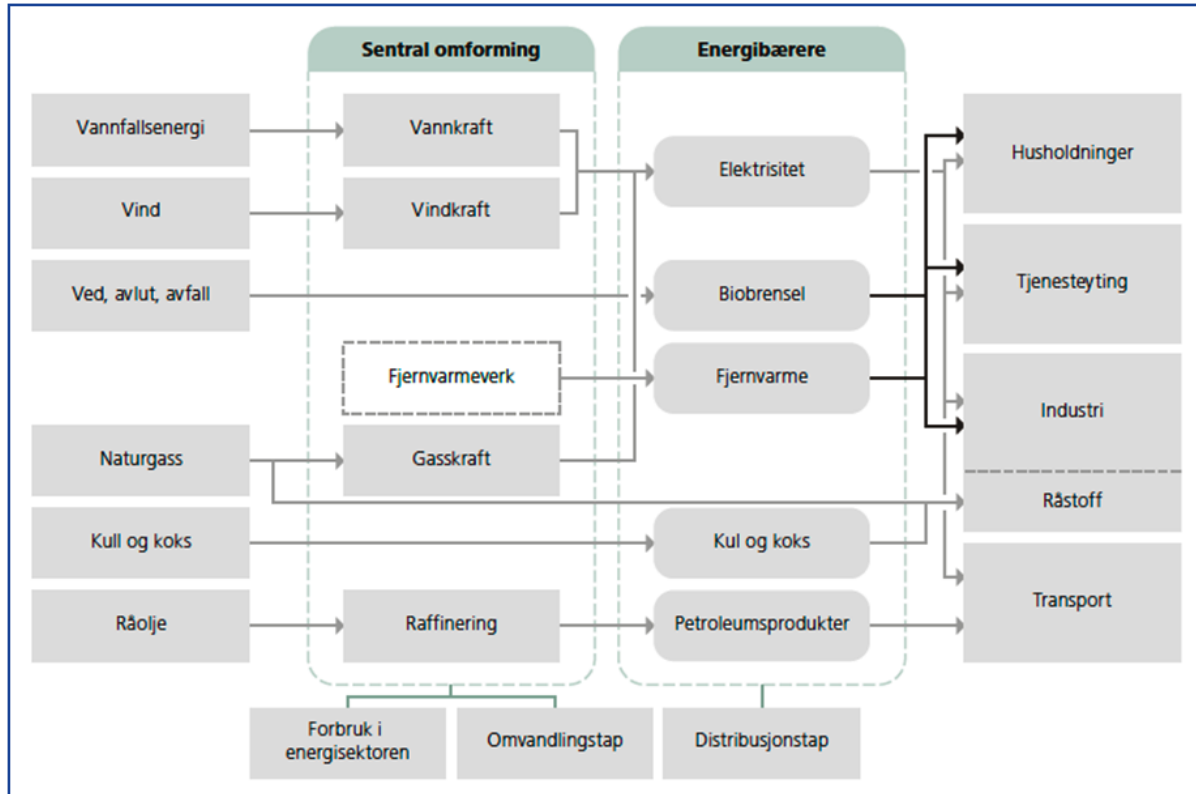 Sentral omforming
Energibærere
Vannfallsenergi
Vannkraft
Elektrisitet
Husholdninger
Vind
Vindkraft
Ved, avlut, avfall
Biobrensel
Tjenesteyting
Fjernvarmeverk
Fjernvarme
Industri
Naturgass
Gasskraft
Råstoff
Kull og koks
Kul og koks
Transport
Råolje
Raffinering
Petroleumsprodukter
Forbruk i
energisektoren
Omvandlingstap
Distribusjonstap